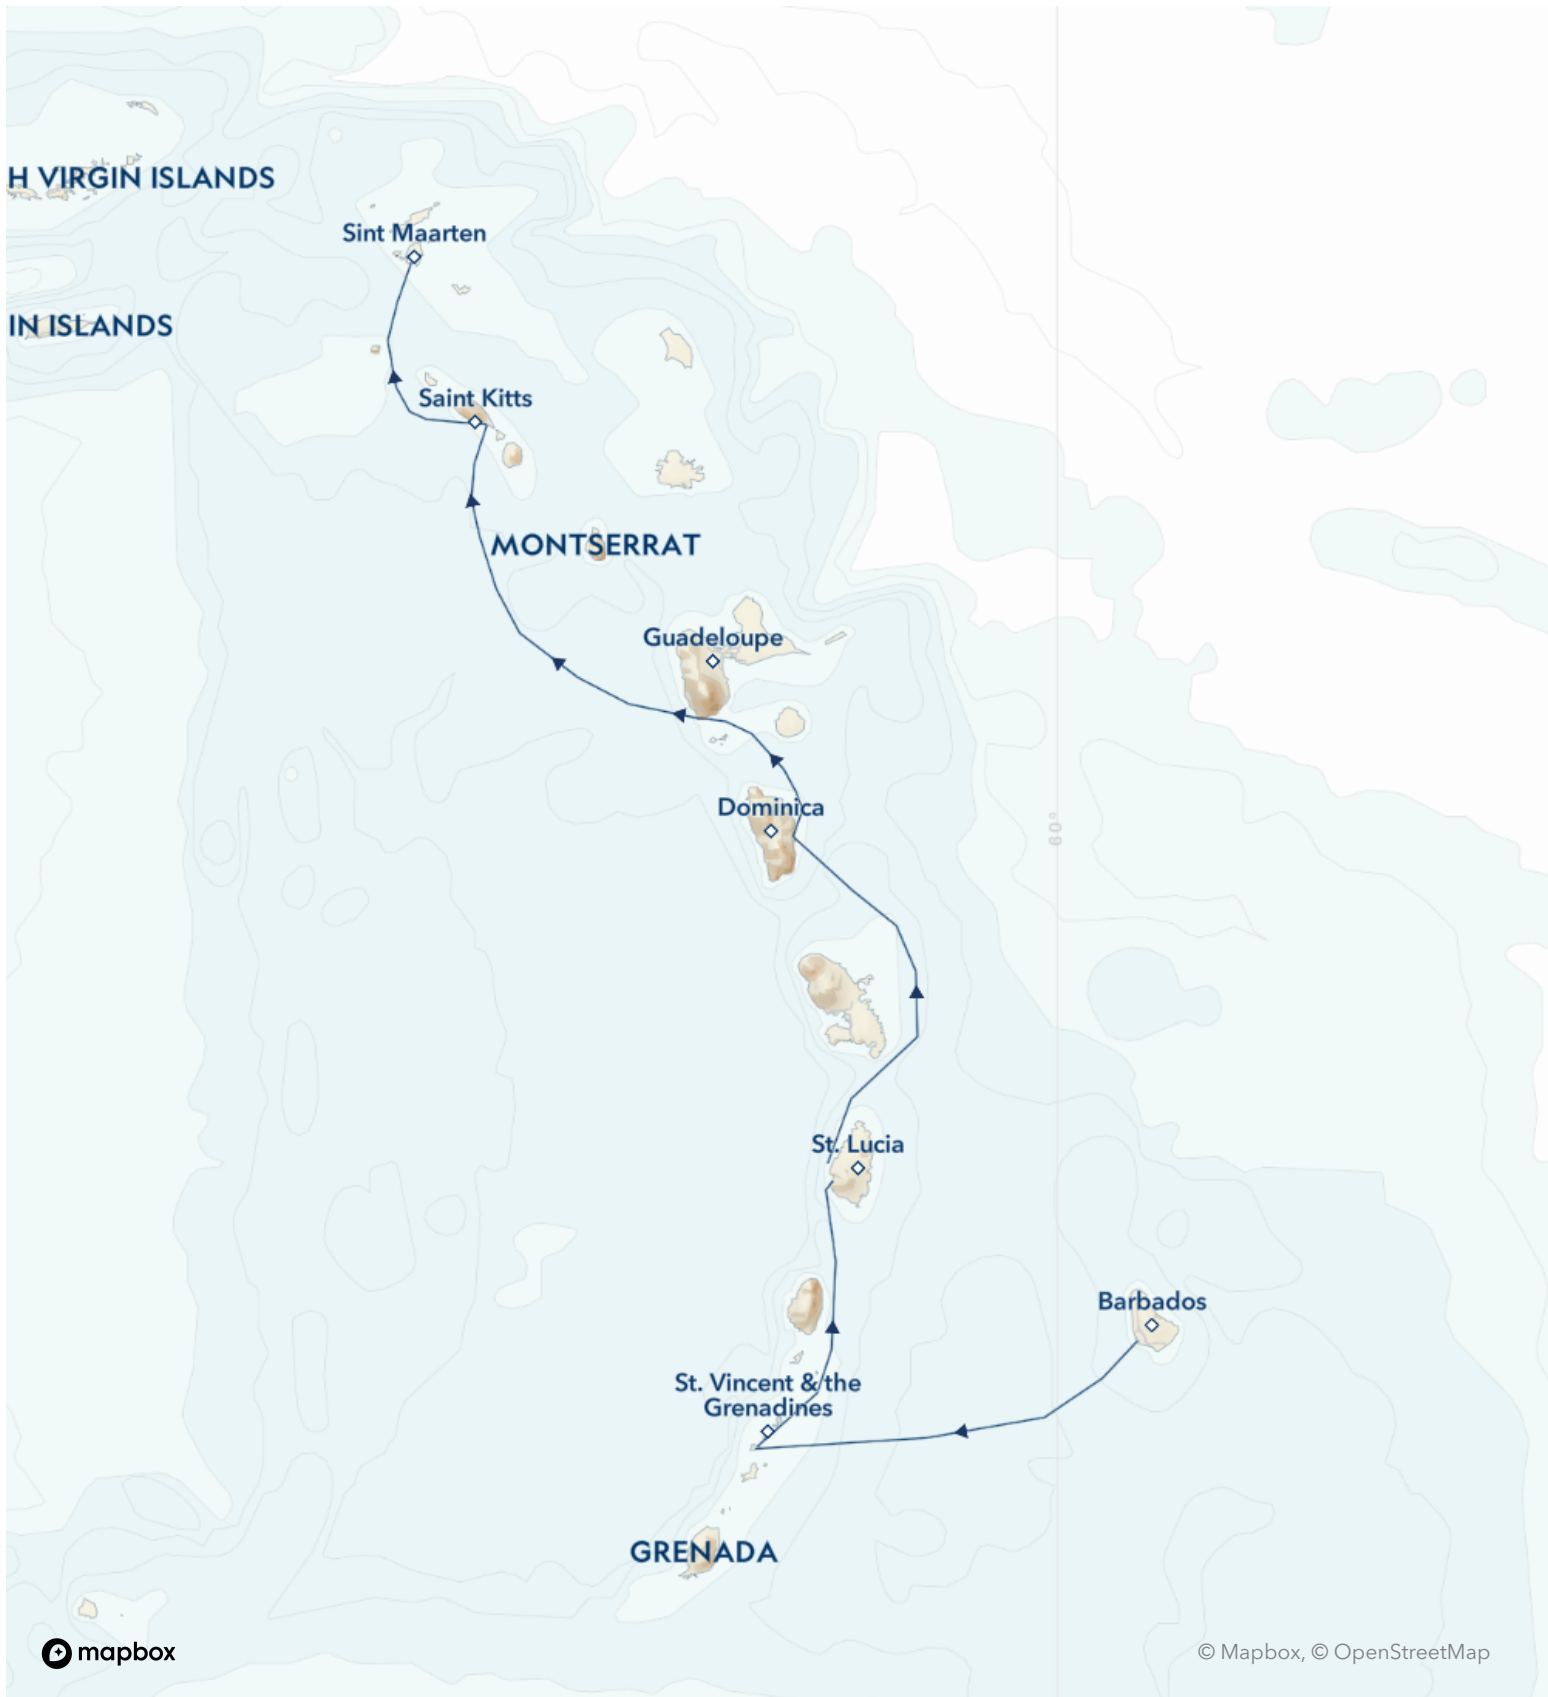 H VIRGIN ISLANDS
Sint Maarten
IN ISLANDS
Saint Kitts
MONTSERRAT
Guadeloupe
Dominica
60°
St. Lucia
Barbados
St. Vincent & the
Grenadines
GRENADA
mapbox
© Mapbox, © OpenStreetMap